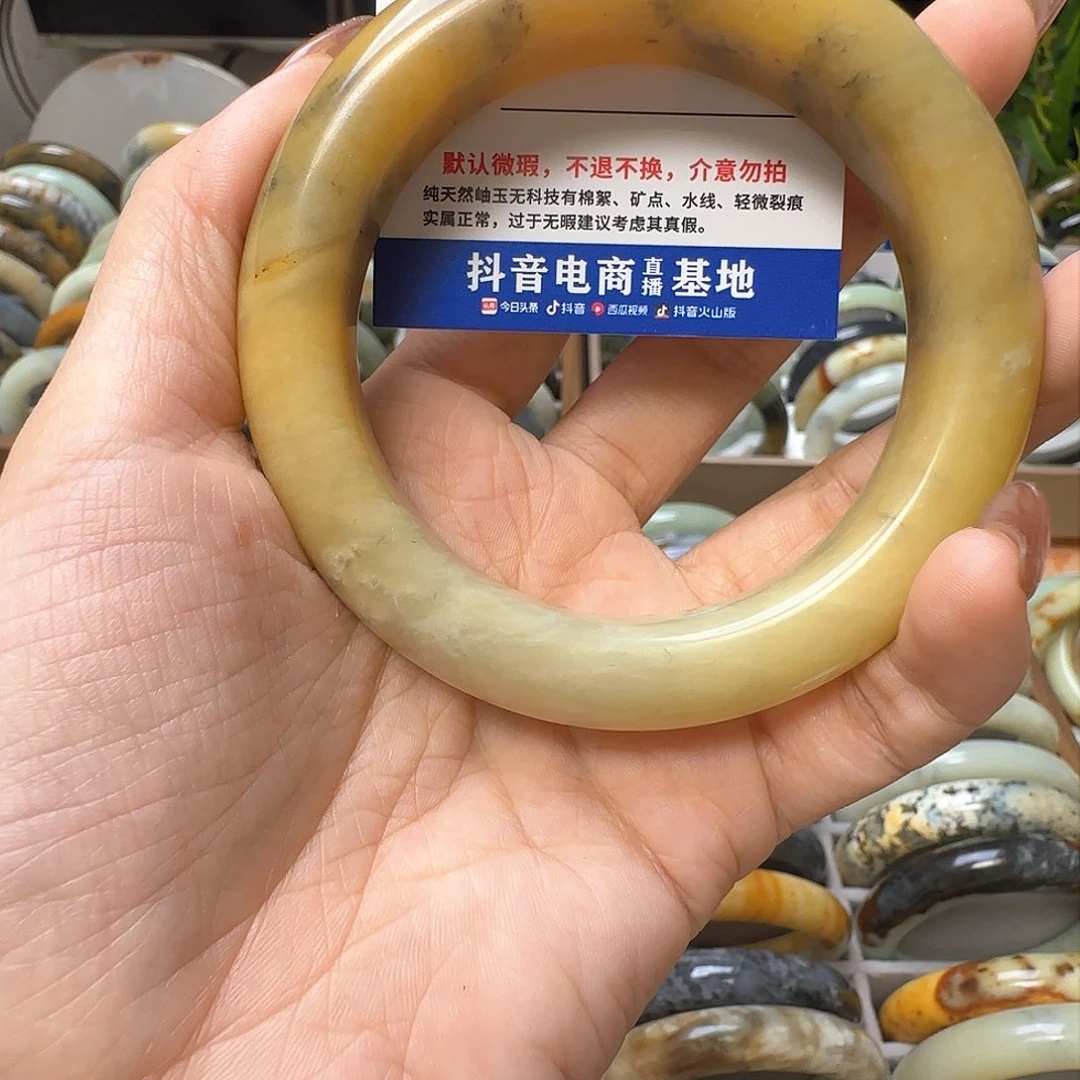 默认微瑕，不退不换，介意勿拍
纯天然岫玉无科技有棉絮、矿点、水线、轻微裂痕
实属正常，过于无暇建议考虑其真假。
抖音电商直播基地
今日头条 抖音 西瓜视频 抖音火山版